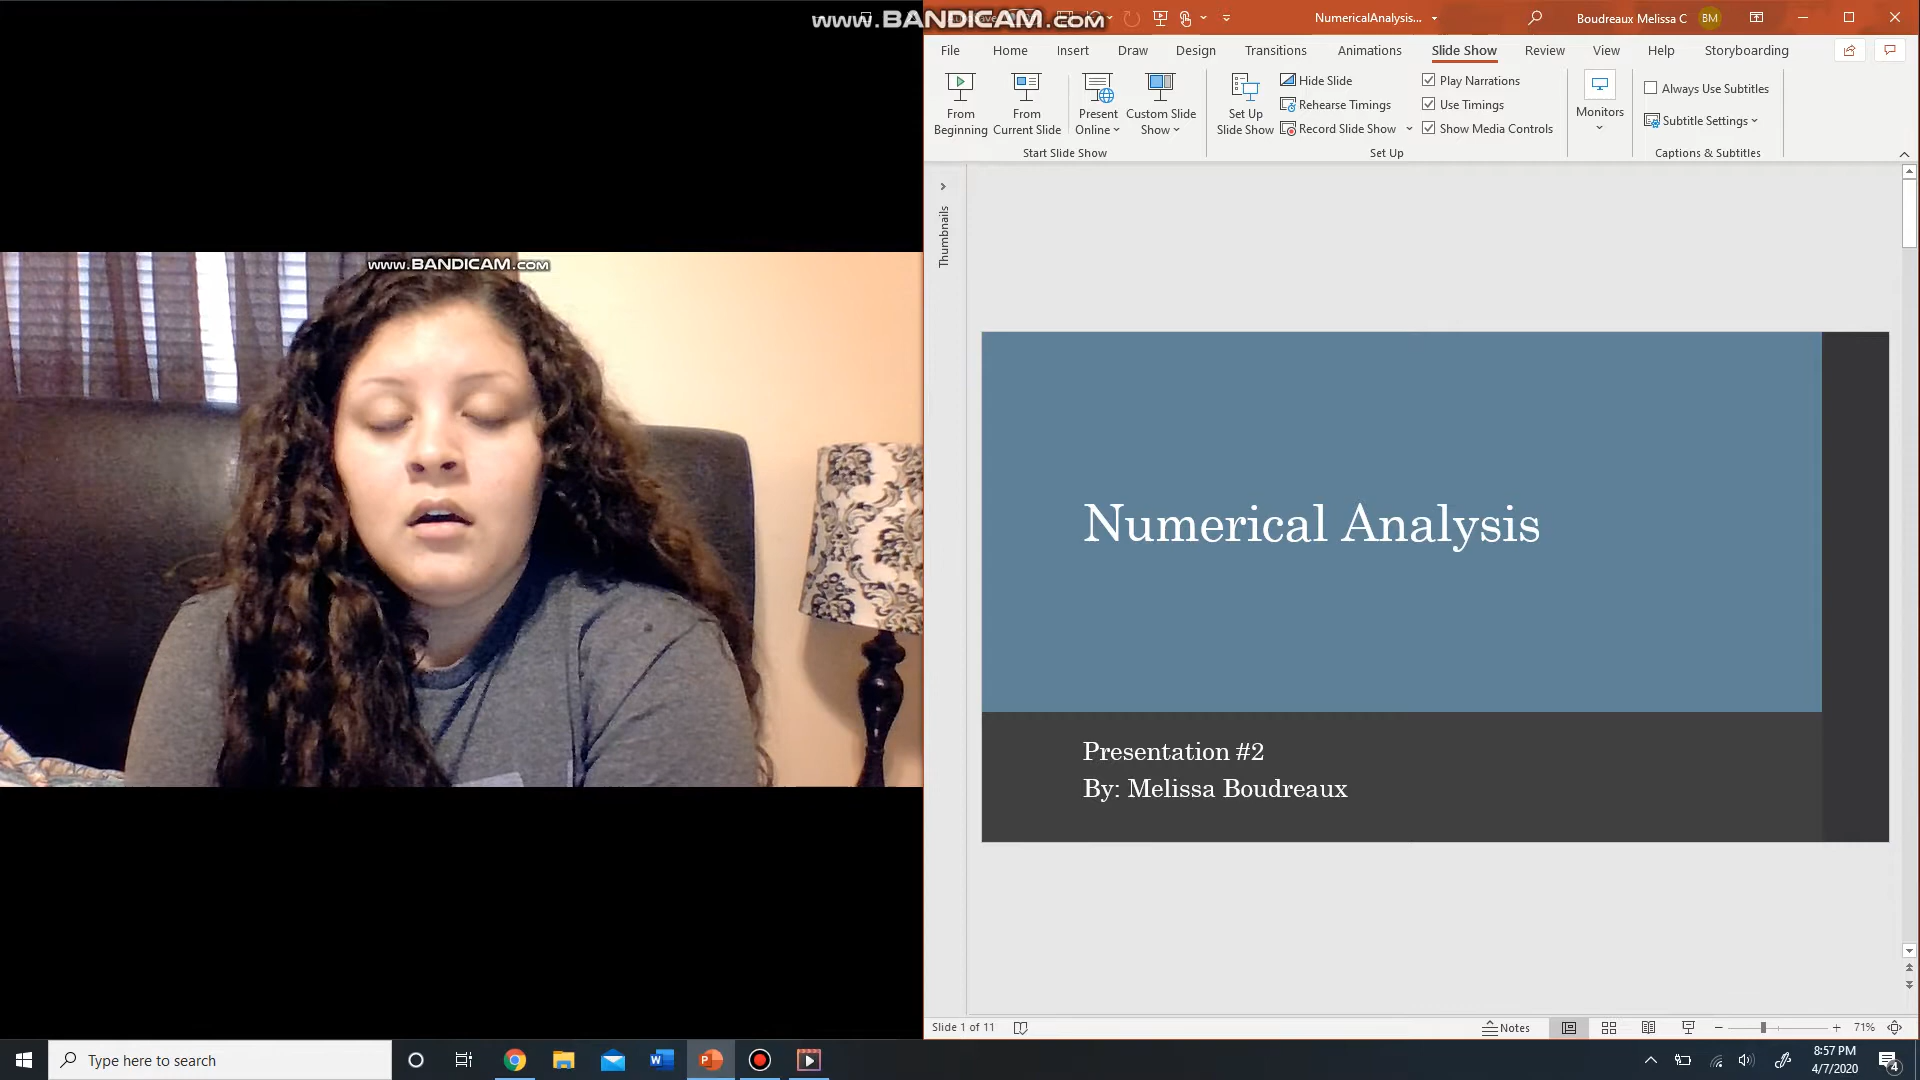 www.BANDICAM.com
NumericalAnalysis...
Boudreaux Melissa C
BM
File
Home
Insert
Draw
Design
Transitions
Animations
Slide Show
Review
View
Help
Storyboarding
From Beginning
From Current Slide
Present Online
Custom Slide Show
Set Up Slide Show
Hide Slide
Rehearse Timings
Record Slide Show
Play Narrations
Use Timings
Show Media Controls
Monitors
Always Use Subtitles
Subtitle Settings
Start Slide Show
Set Up
Captions & Subtitles
Thumbnails
www.BANDICAM.com
Numerical Analysis
Presentation #2
By: Melissa Boudreaux
Slide 1 of 11
Notes
71%
Type here to search
8:57 PM
4/7/2020
4